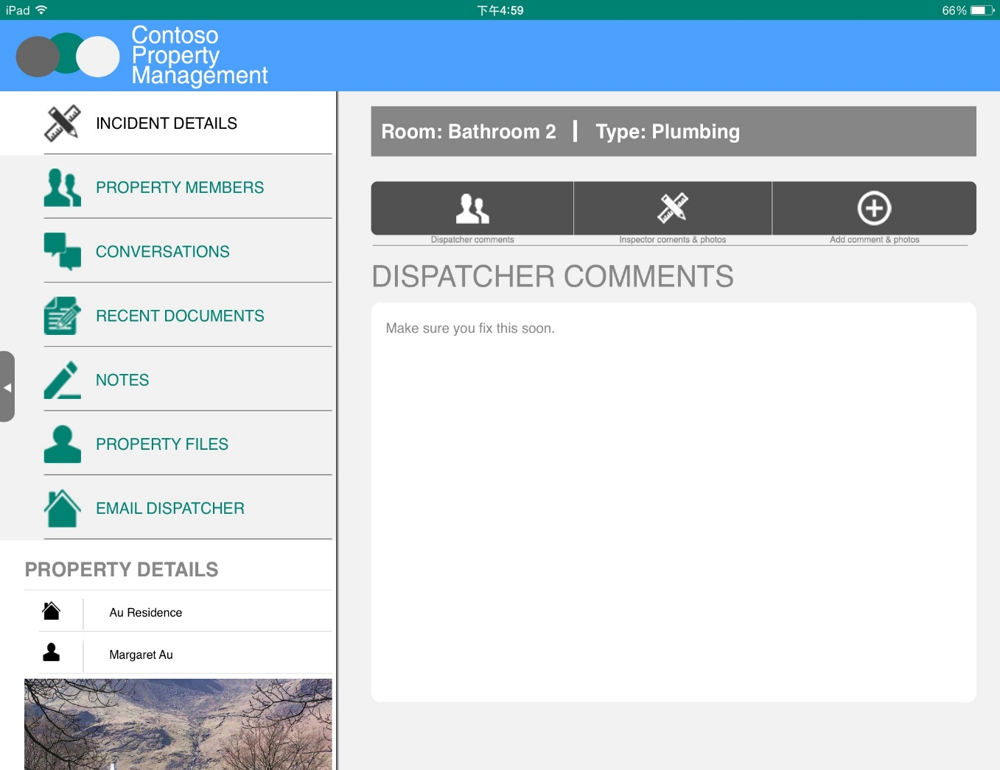 iPad 下午4:59 66%
Contoso
Property
Management
INCIDENT DETAILS
PROPERTY MEMBERS
CONVERSATIONS
RECENT DOCUMENTS
NOTES
PROPERTY FILES
EMAIL DISPATCHER
PROPERTY DETAILS
Au Residence
Margaret Au
Room: Bathroom 2 | Type: Plumbing
Dispatcher comments
Inspector coments & photos
Add comment & photos
DISPATCHER COMMENTS
Make sure you fix this soon.